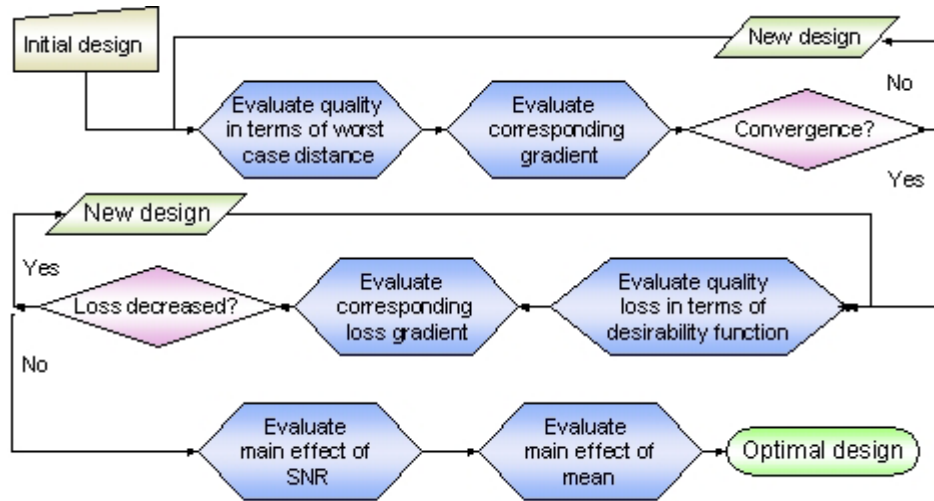 Initial design
New design
Evaluate quality
in terms of worst
case distance
Evaluate
corresponding
gradient
Convergence?
No
Yes
New design
Yes
Loss decreased?
Evaluate
corresponding
loss gradient
Evaluate quality
loss in terms of
desirability function
No
Evaluate
main effect of
SNR
Evaluate
main effect of
mean
Optimal design